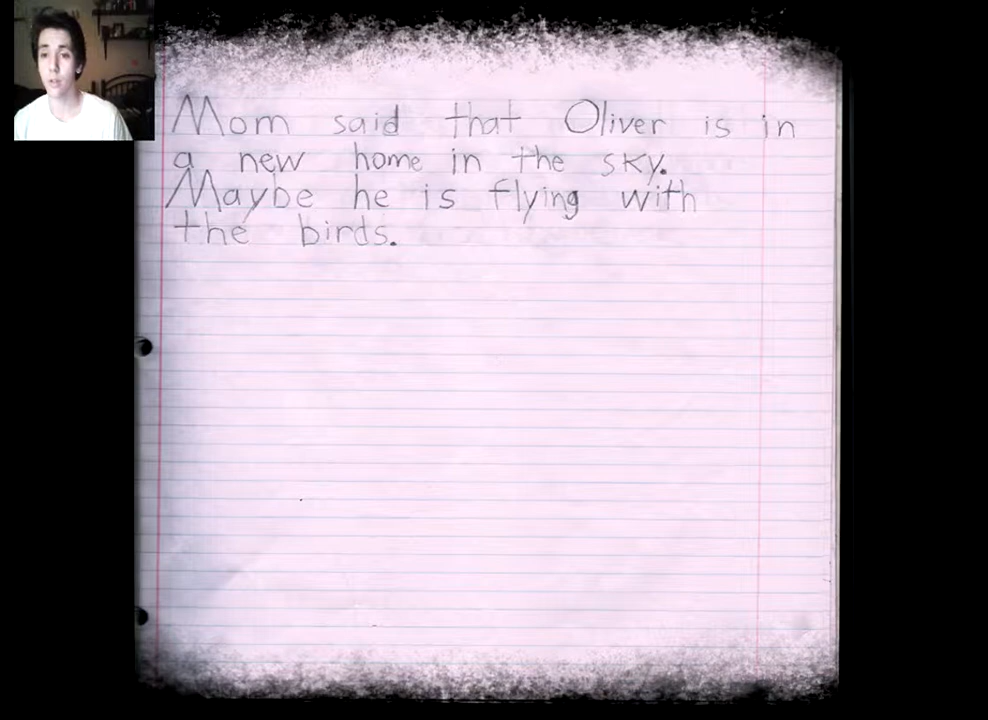 Mom said that Oliver is in
a new home in the sky.
Maybe he is flying with
the birds.